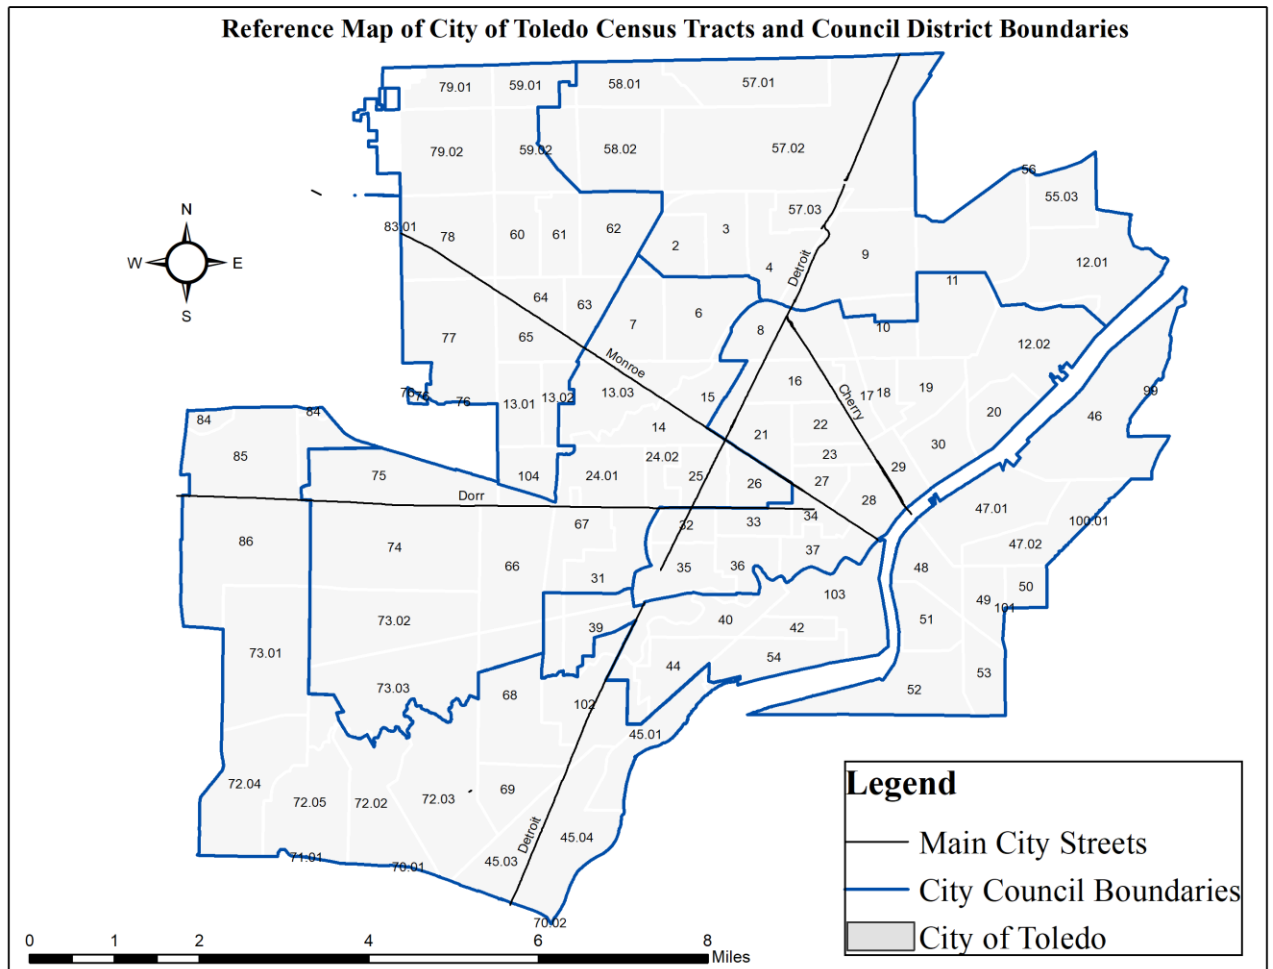 Reference Map of City of Toledo Census Tracts and Council District Boundaries
79.01 59.01 58.01 57.01
79.02 59.02 58.02 57.02
56
55.03
57.03
83.01 78 60 61 62 2 3 4 9
N
W E
S
Detroit
12.01
11
64 63 7 6 8 10
77 65 12.02
Monroe
76 76 76 13.01 13.02 13.03 15 16 17 18 19 99
Cherry
84 84 14 21 22 20 46
85 75 104 24.01 24.02 25 26 23 27 29 30
Dorr
28
86 74 66 67 32 33 34 47.01 100.01
31 35 36 37 47.02
48 50
73.02 39 40 42 103 49 101
51
73.01 44 54 53
73.03 68 102 52
45.01
72.04 72.05 72.02 72.03 69
Detroit
71.01 70.01 45.03 45.04
70.02
Legend
Main City Streets
City Council Boundaries
City of Toledo
0 1 2 4 6 8
Miles